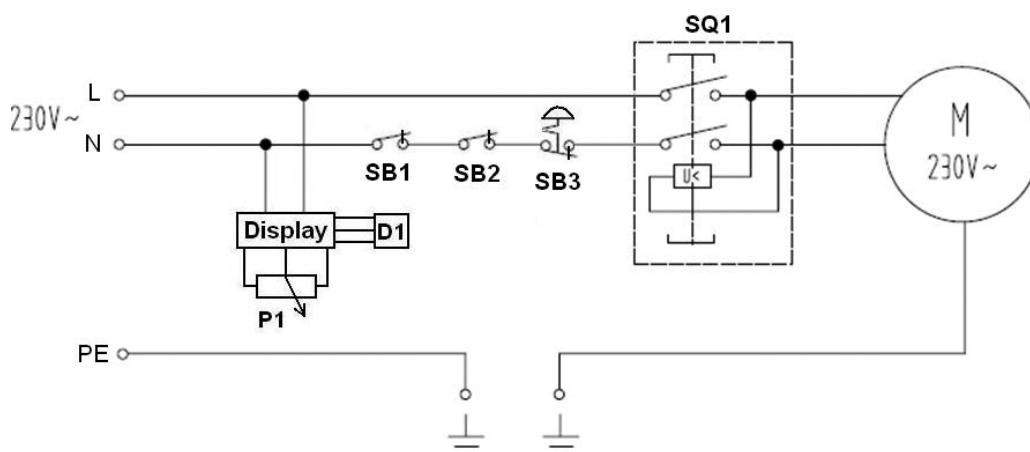 SQ1
L
230V~
N
SB1
SB2
SB3
U<
M
230V~
Display
D1
P1
PE